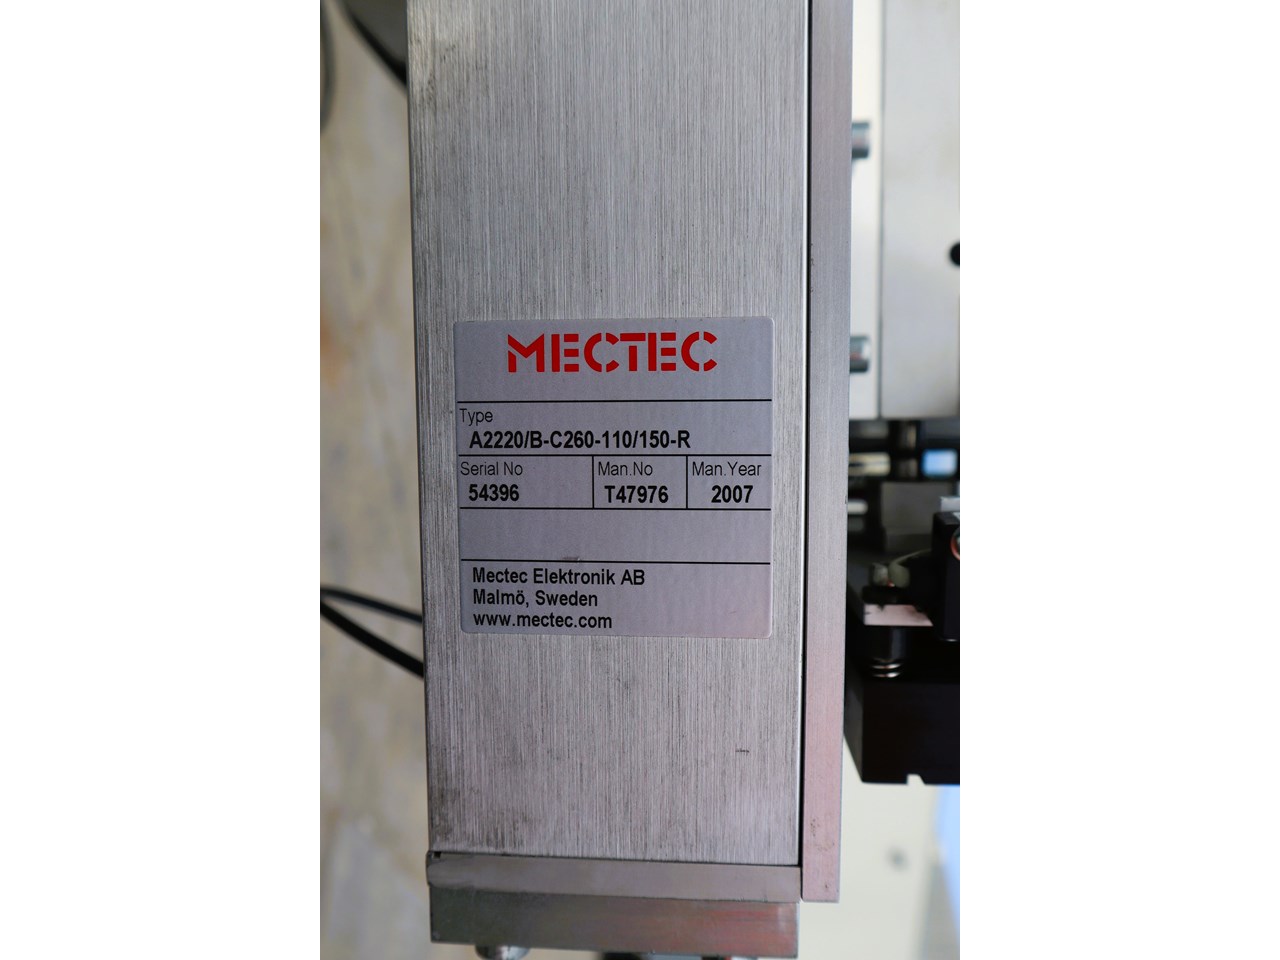 MECTEC
Type
A2220/B-C260-110/150-R
Serial No Man.No Man.Year
54396 T47976 2007
Mectec Elektronik AB
Malmö, Sweden
www.mectec.com